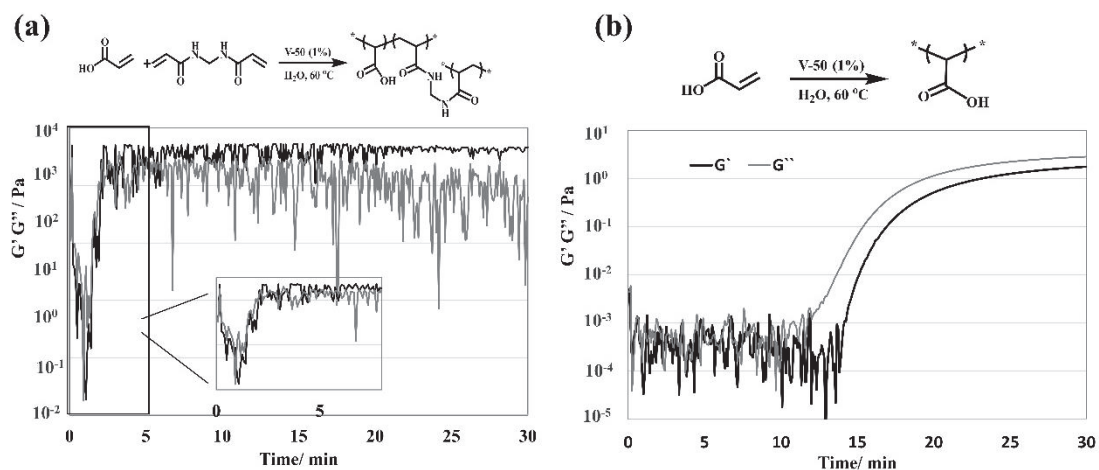 (a)
HO
O
+
O
H
N
H
N
O
V-50 (1%)
H₂O, 60 °C
*
*
O
OH
O
NH
*
*
N
H
O
10⁴
10³
10²
10¹
10⁰
10⁻¹
10⁻²
G' G” / Pa
0
5
0
5
10
15
20
25
30
Time/ min
(b)
O
HO
V-50 (1%)
H₂O, 60 °C
*
*
O
OH
10¹
10⁰
10⁻¹
10⁻²
10⁻³
10⁻⁴
10⁻⁵
G' G” / Pa
G` G``
0
5
10
15
20
25
30
Time/ min